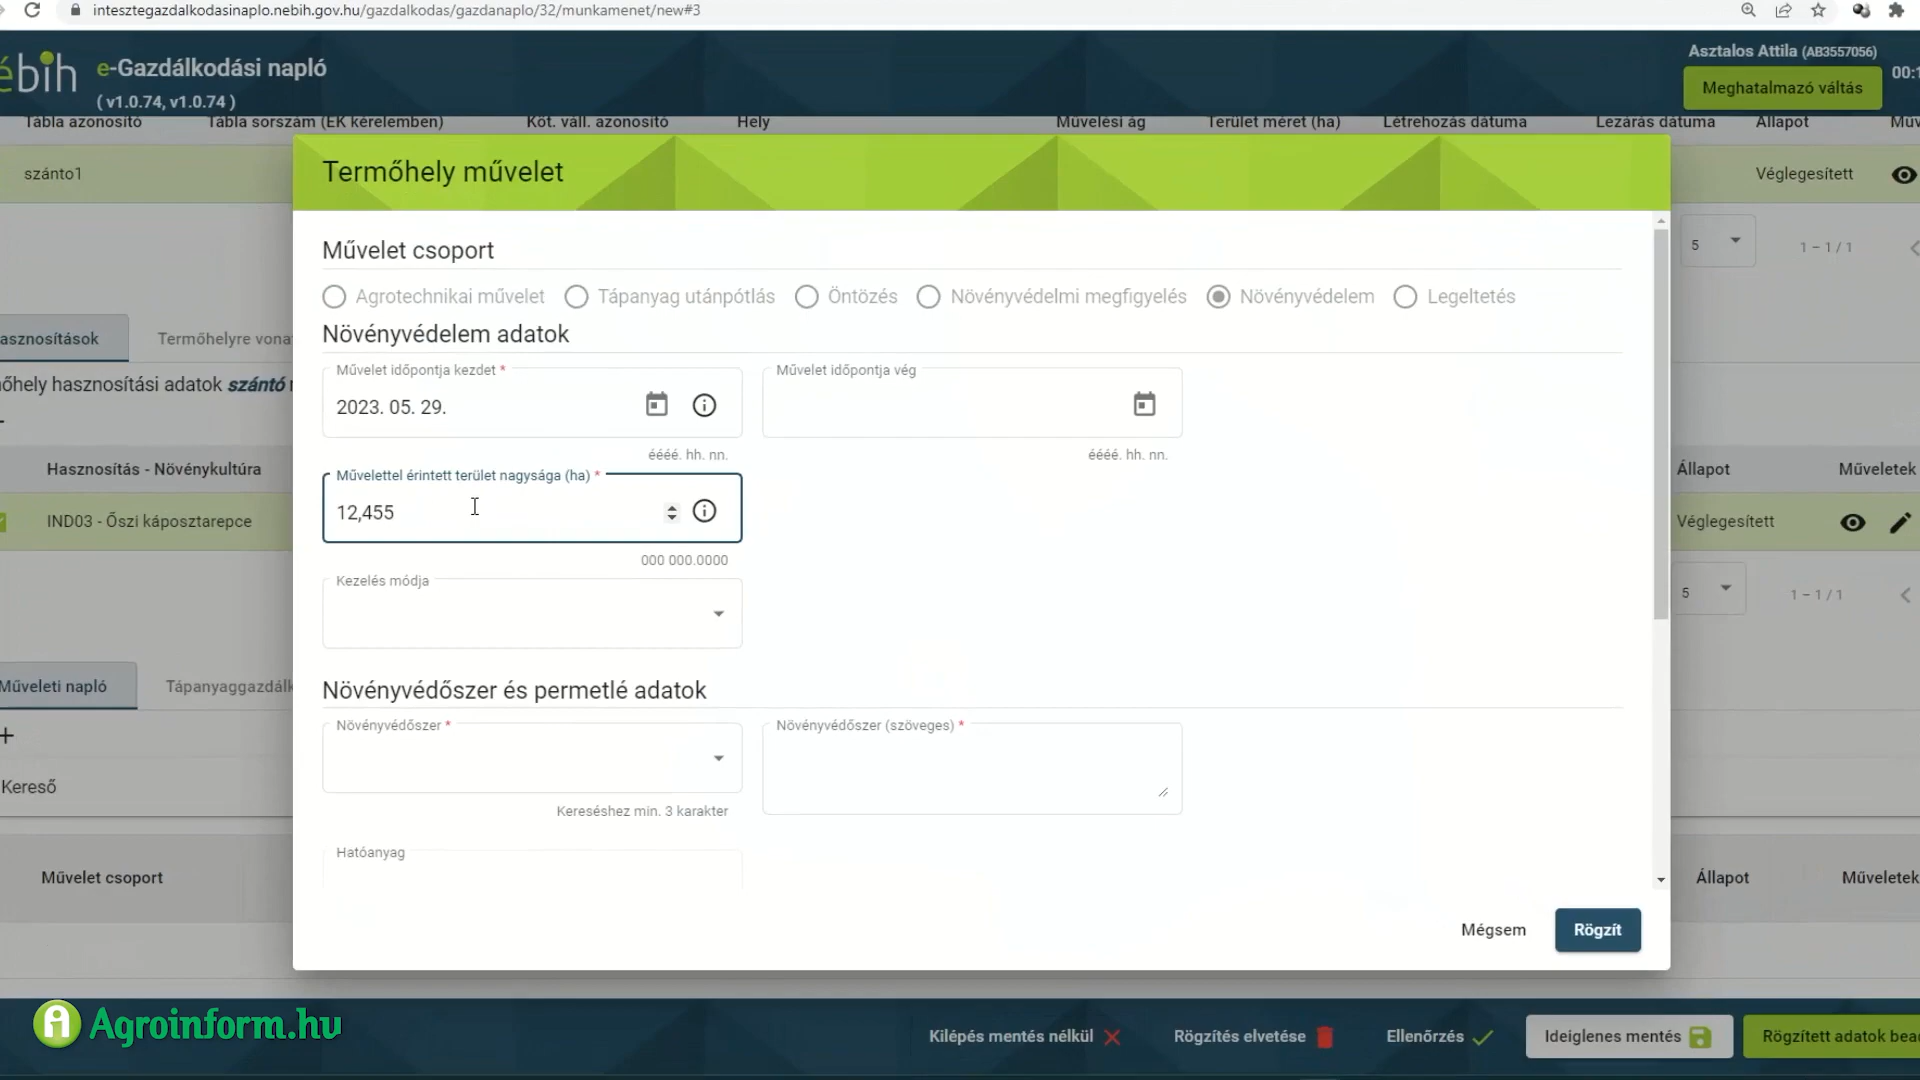 intesztegazdalkodasinaplo.nebih.gov.hu/gazdalkodas/gazdanaplo/32/munkamenet/new#3
ébih
e-Gazdálkodási napló
( v1.0.74, v1.0.74 )
Asztalos Attila (AB3557056)
Meghatalmazó váltás
Tábla azonosító Tábla sorszám (EK kérelemben) Köt. váll. azonosító Hely Művelési ág Terület méret (ha) Létrehozás dátuma Lezárás dátuma Állapot
szántó1 Véglegesített
5 1 – 1 / 1
Termőhely művelet
Művelet csoport
Agrotechnikai művelet Tápanyag utánpótlás Öntözés Növényvédelmi megfigyelés Növényvédelem Legeltetés
Növényvédelem adatok
Művelet időpontja kezdet * Művelet időpontja vég
2023. 05. 29.
éééé. hh. nn. éééé. hh. nn.
Művelettel érintett terület nagysága (ha) *
12,455
000 000.0000
Kezelés módja
Növényvédőszer és permetlé adatok
Növényvédőszer * Növényvédőszer (szöveges) *
Kereséshez min. 3 karakter
Hatóanyag
Mégsem Rögzít
asznosítások Termőhelyre vona
őhely hasznosítási adatok szántó
Hasznosítás - Növénykultúra Állapot Műveletek
IND03 - Őszi káposztarepce Véglegesített
5 1 – 1 / 1
Műveleti napló Tápanyaggazdálk
+
Kereső
Művelet csoport Állapot Műveletek
Agroinform.hu
Kilépés mentés nélkül Rögzítés elvetése Ellenőrzés Ideiglenes mentés Rögzített adatok bea